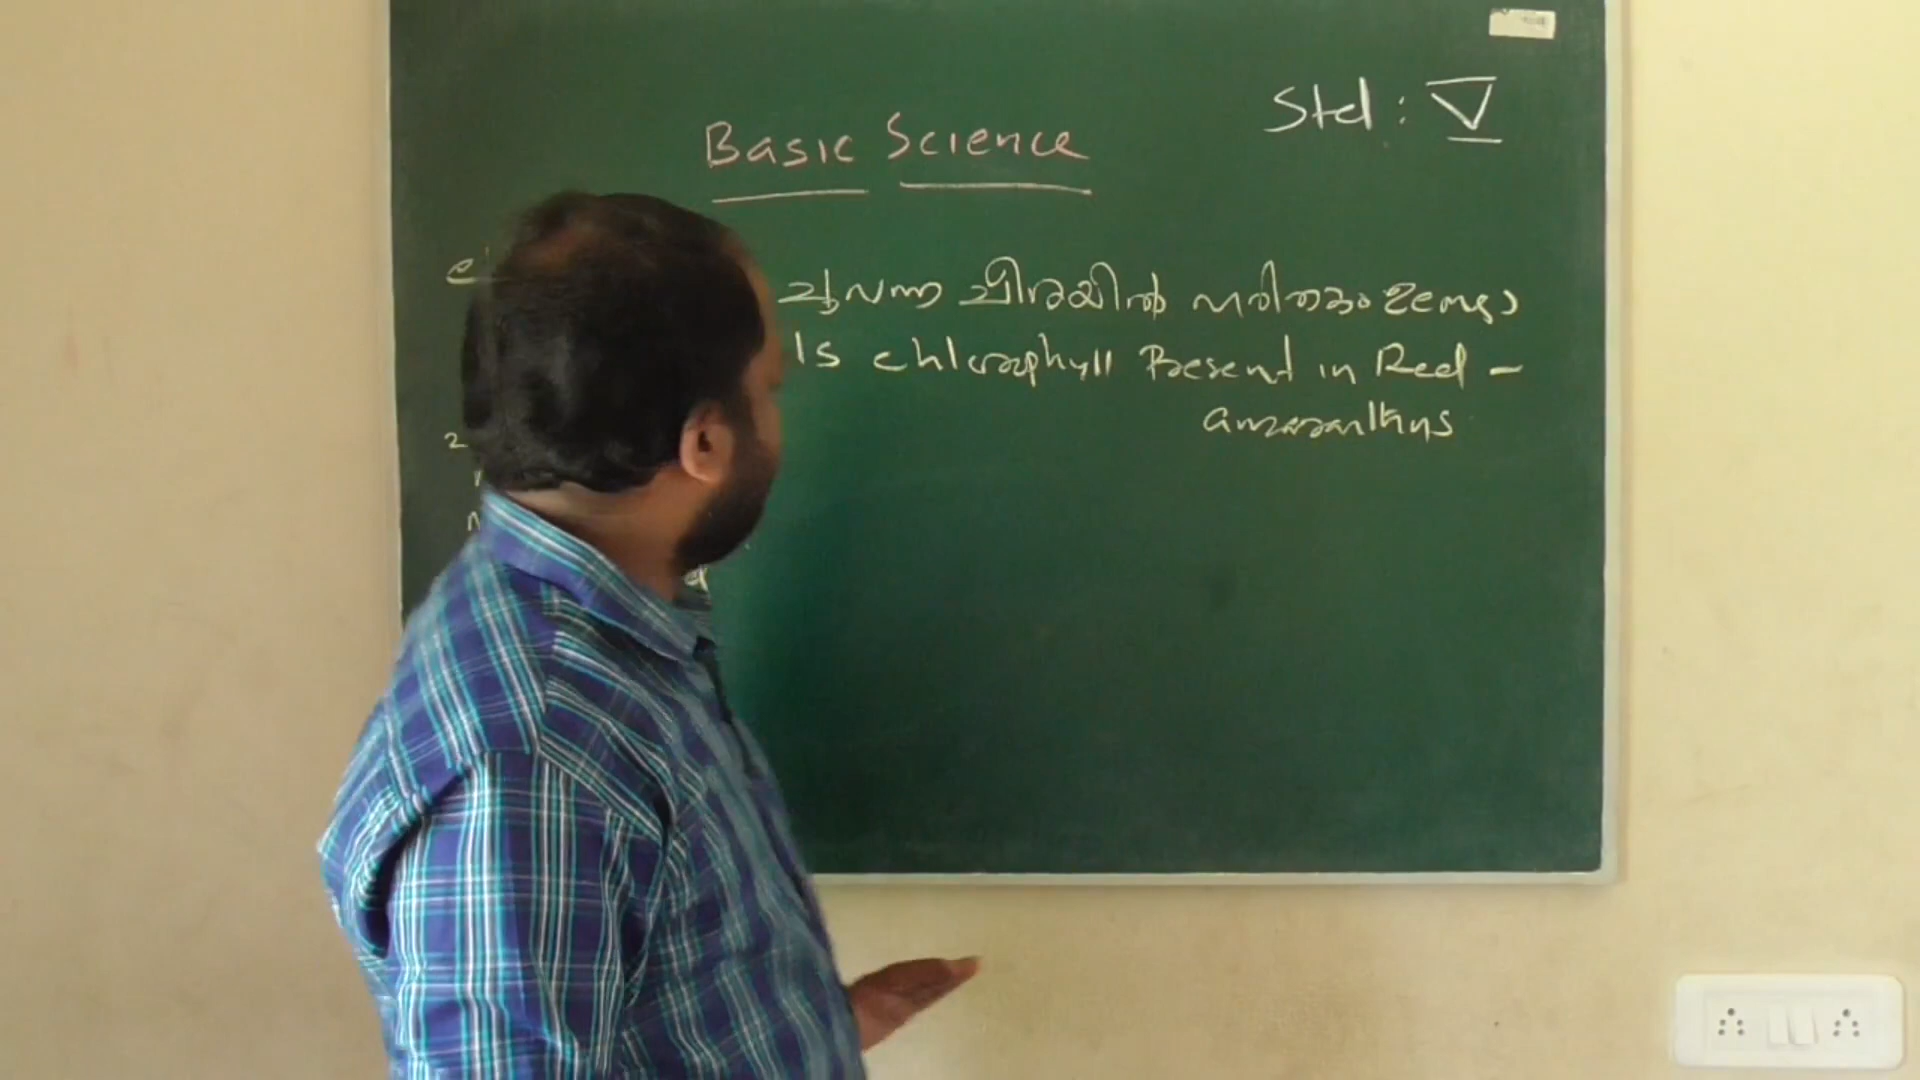 Std : V
Basic Science
ചുവന്ന ചീരയിൽ ഹരിതകം ഉണ്ടോ
Is chlorophyll Present in Red -
amaranthus